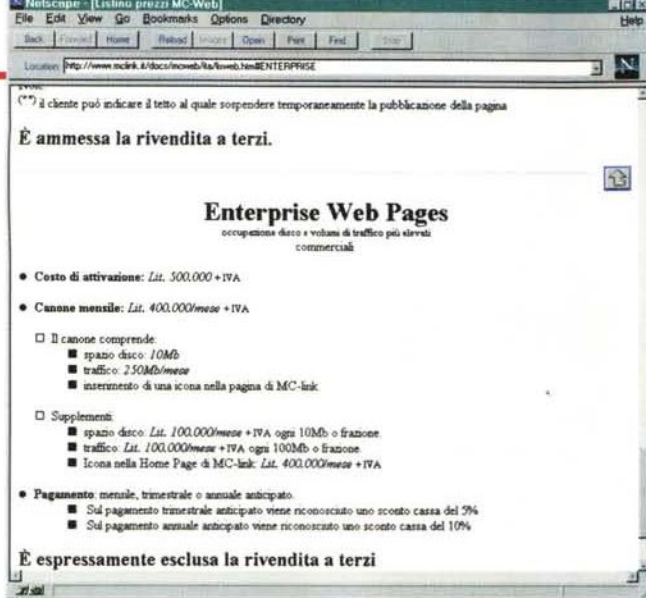 Netscape - [Listino prezzi MC-Web]
File Edit View Go Bookmarks Options Directory Help
Back Forward Home Reload Images Open Print Find Stop
Location: http://www.mclink.it/docs/mcweb/lis/lisweb.htm#ENTERPRISE
(**) il cliente può indicare il tetto al quale sospendere temporaneamente la pubblicazione della pagina
È ammessa la rivendita a terzi.
Enterprise Web Pages
occupazione disco e volumi di traffico più elevati
commerciali
Costo di attivazione: Lit. 500.000 +IVA
Canone mensile: Lit. 400.000/mese +IVA
Il canone comprende:
spazio disco: 10Mb
traffico: 250Mb/mese
inserimento di una icona nella pagina di MC-link
Supplementi:
spazio disco: Lit. 100.000/mese +IVA ogni 10Mb o frazione.
traffico: Lit. 100.000/mese +IVA ogni 100Mb o frazione.
Icona nella Home Page di MC-link: Lit. 400.000/mese +IVA
Pagamento: mensile, trimestrale o annuale anticipato.
Sul pagamento trimestrale anticipato viene riconosciuto uno sconto cassa del 5%
Sul pagamento annuale anticipato viene riconosciuto uno sconto cassa del 10%
È espressamente esclusa la rivendita a terzi